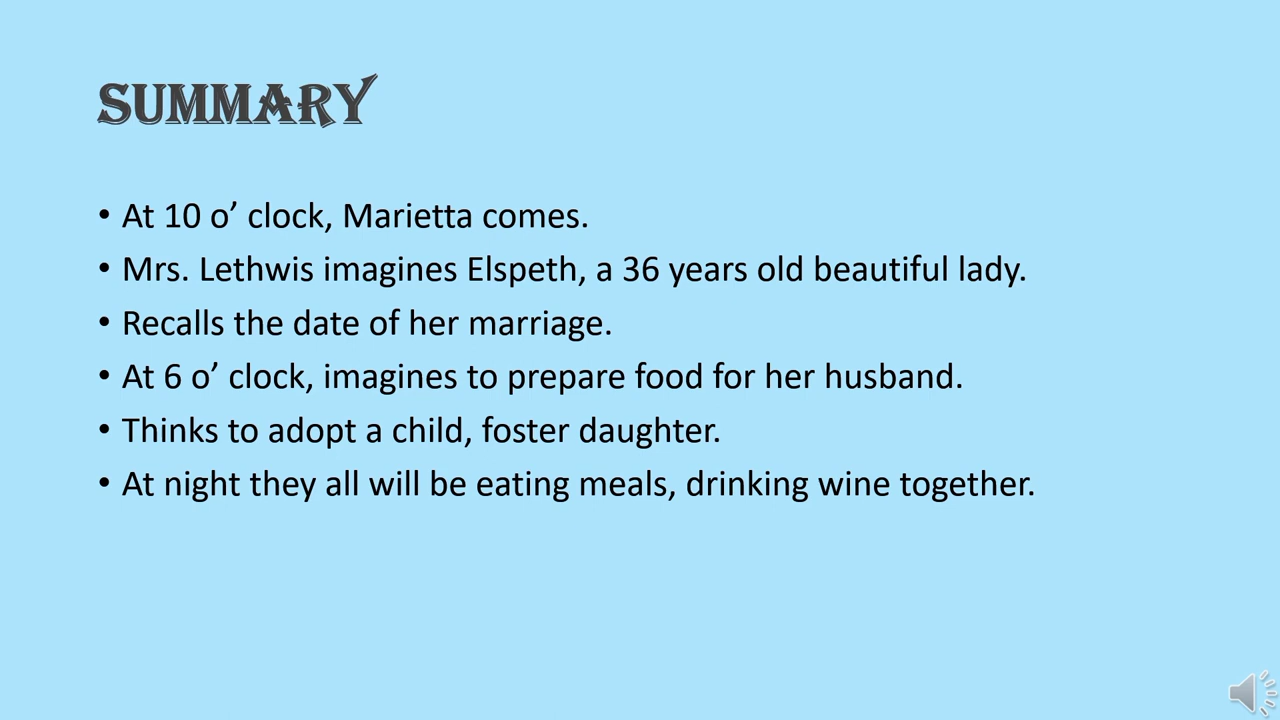 SUMMARY
• At 10 o’ clock, Marietta comes.
• Mrs. Lethwis imagines Elspeth, a 36 years old beautiful lady.
• Recalls the date of her marriage.
• At 6 o’ clock, imagines to prepare food for her husband.
• Thinks to adopt a child, foster daughter.
• At night they all will be eating meals, drinking wine together.